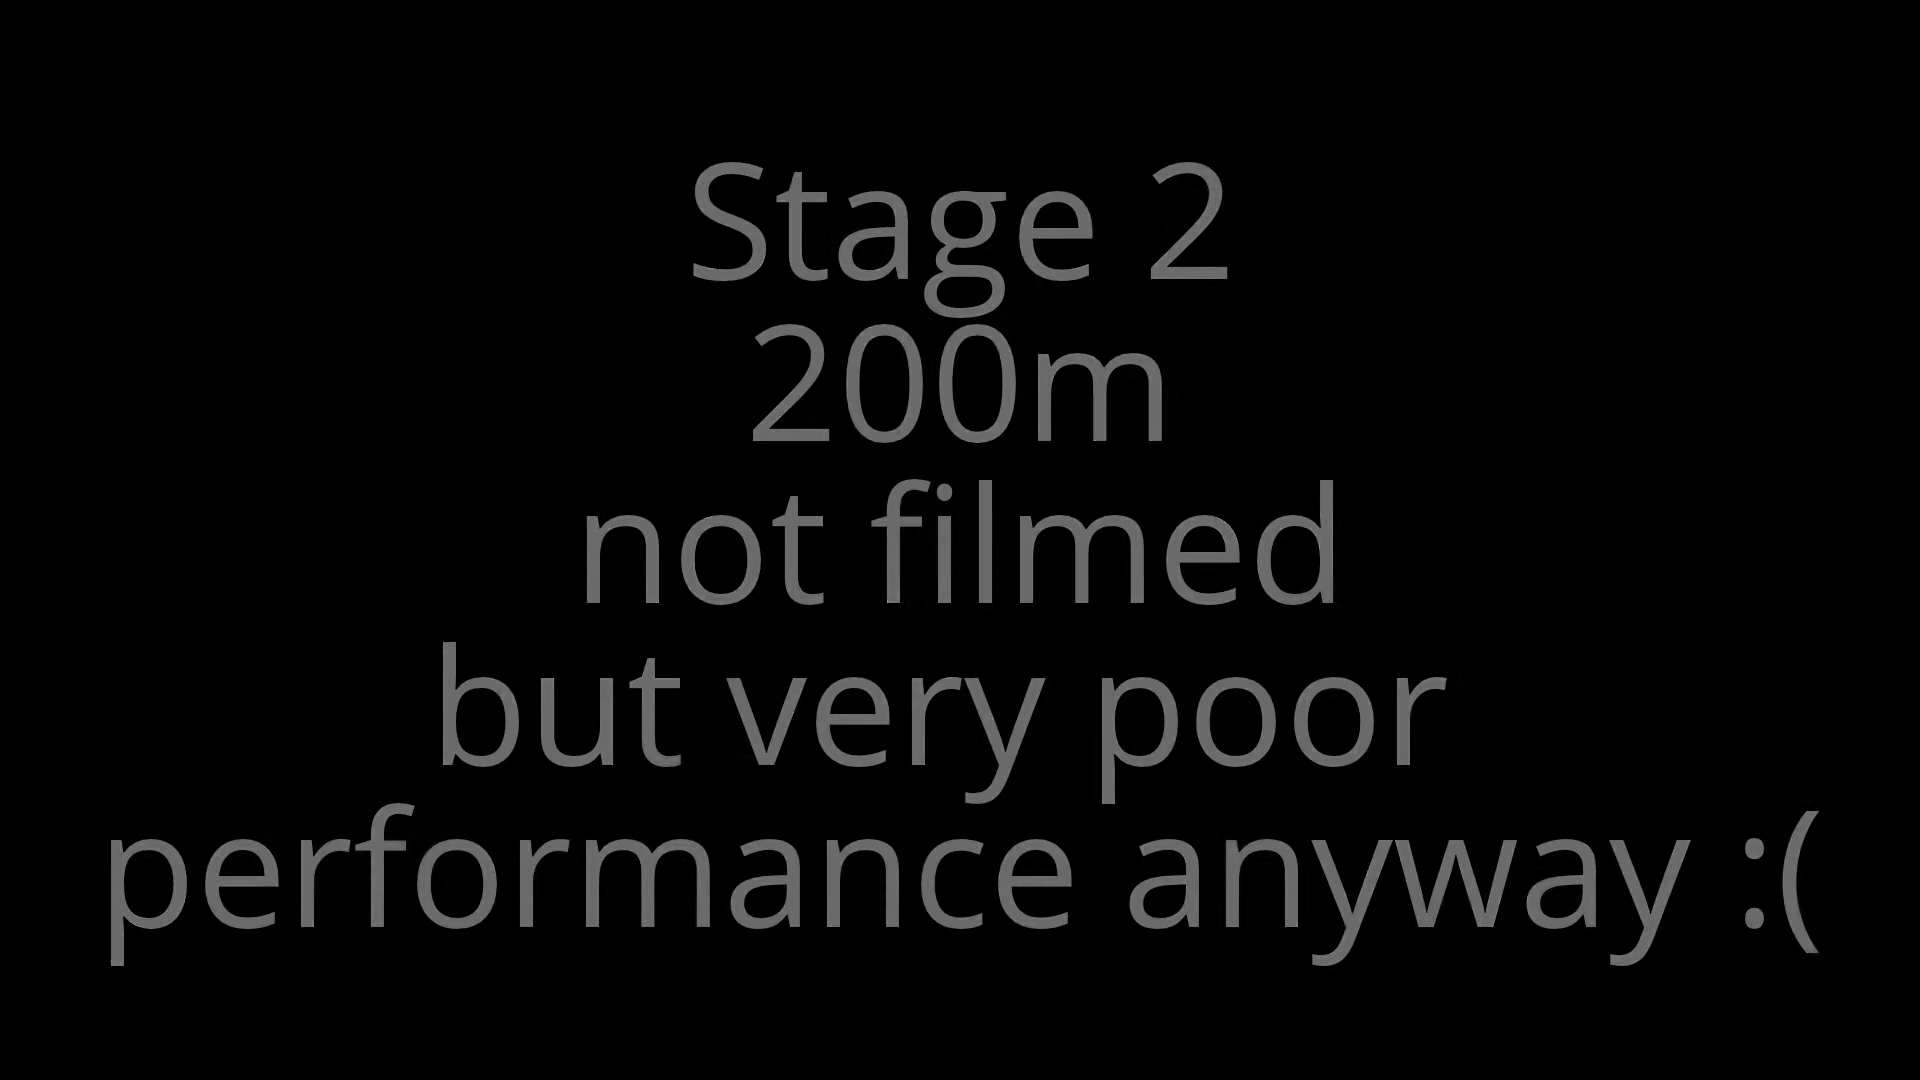 Stage 2
200m
not filmed
but very poor
performance anyway :(